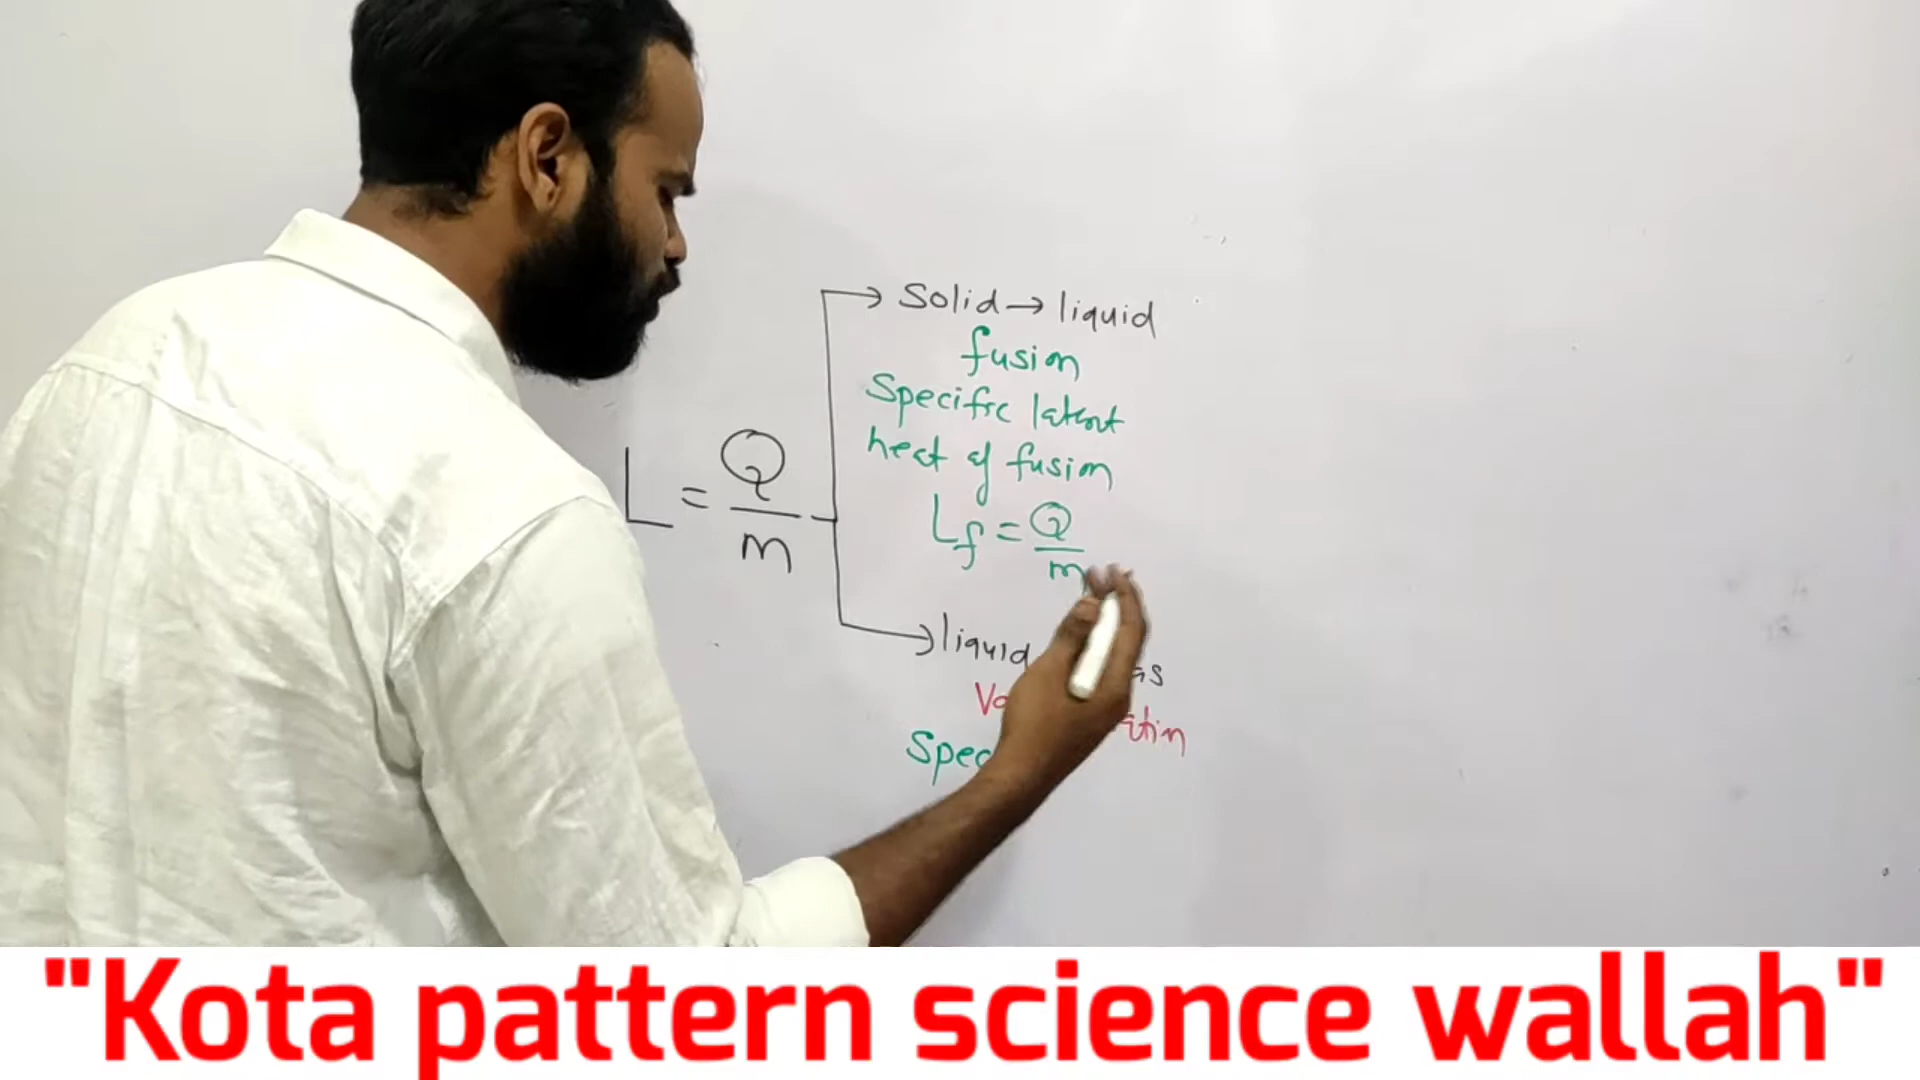 Solid → liquid
fusion
Specific latent
heat of fusion
L = Q/m
Lf = Q/m
liquid
"Kota pattern science wallah"